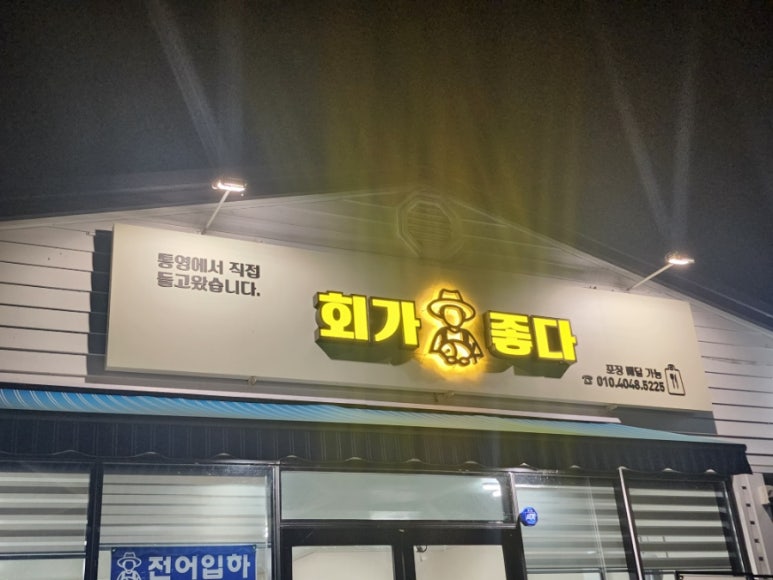 통영에서 직접
들고왔습니다.
회가 좋다
포장 배달 가능
☎ 010.4048.5225
전어입하